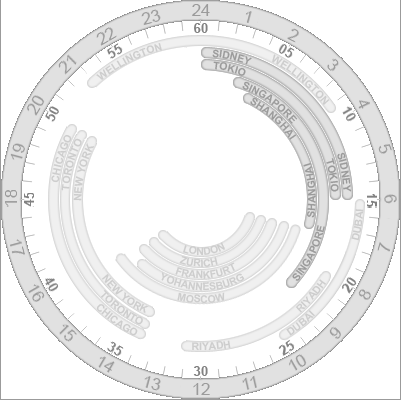 24
1
2
3
4
5
6
7
8
9
10
11
12
13
14
15
16
17
18
19
20
21
22
23
60
05
10
15
20
25
30
35
40
45
50
55
WELLINGTON
WELLINGTON
SIDNEY
SIDNEY
TOKIO
TOKIO
SINGAPORE
SINGAPORE
SHANGHAI
SHANGHAI
DUBAI
DUBAI
RIYADH
RIYADH
LONDON
ZURICH
FRANKFURT
YOHANNESBURG
MOSCOW
NEW YORK
NEW YORK
TORONTO
TORONTO
CHICAGO
CHICAGO